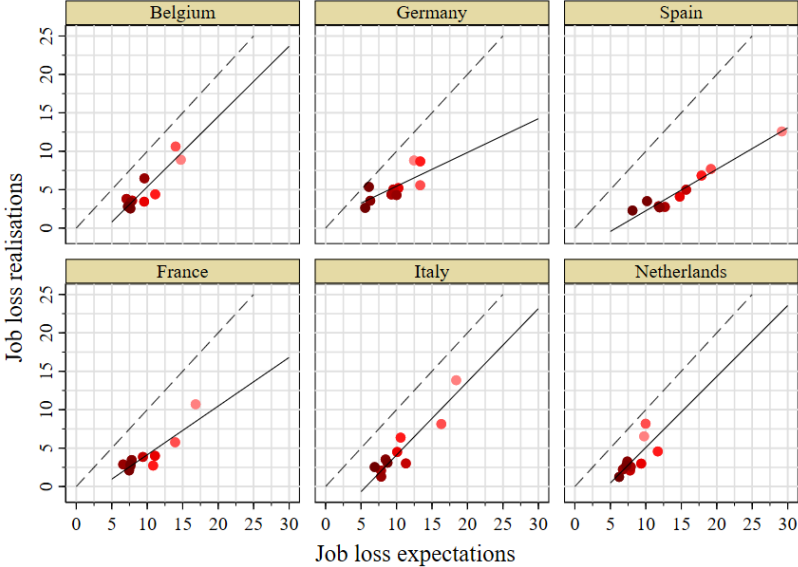 Belgium Germany Spain
25
20
15
10
5
0
France Italy Netherlands
25
20
15
10
5
0
0 5 10 15 20 25 30 0 5 10 15 20 25 30 0 5 10 15 20 25 30
Job loss realisations
Job loss expectations